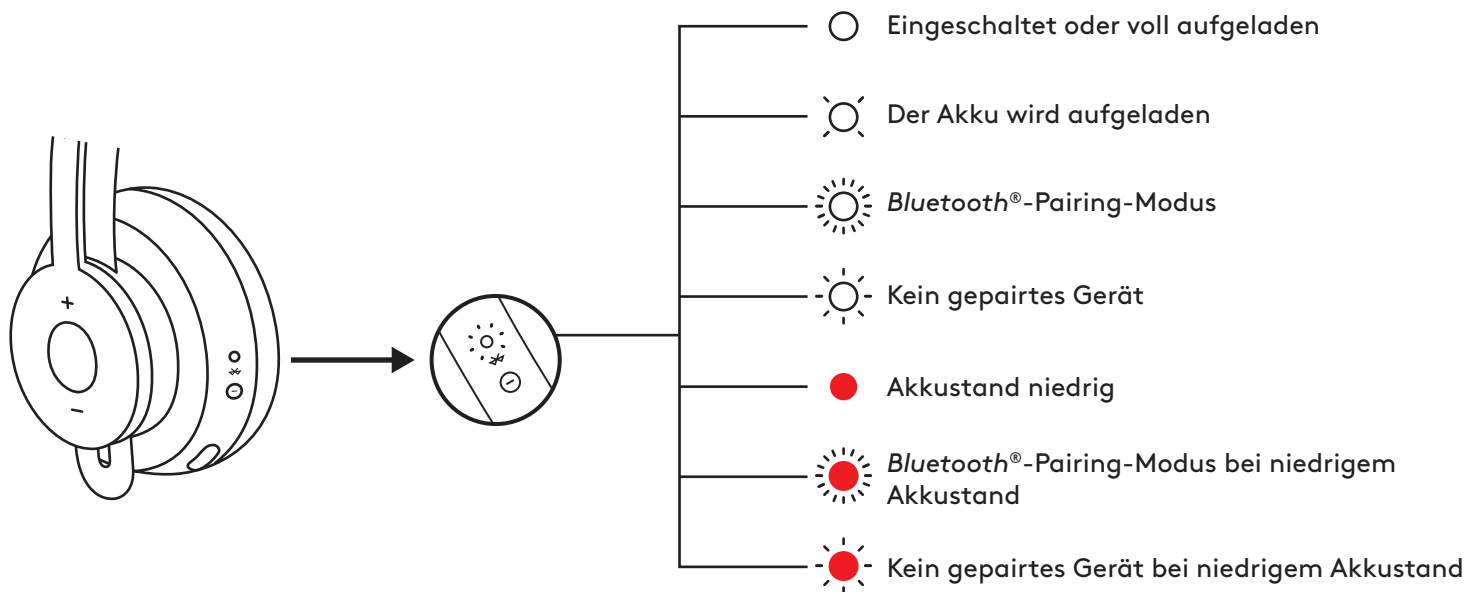 Eingeschaltet oder voll aufgeladen
Der Akku wird aufgeladen
Bluetooth®-Pairing-Modus
Kein gepairtes Gerät
Akkustand niedrig
Bluetooth®-Pairing-Modus bei niedrigem
Akkustand
Kein gepairtes Gerät bei niedrigem Akkustand